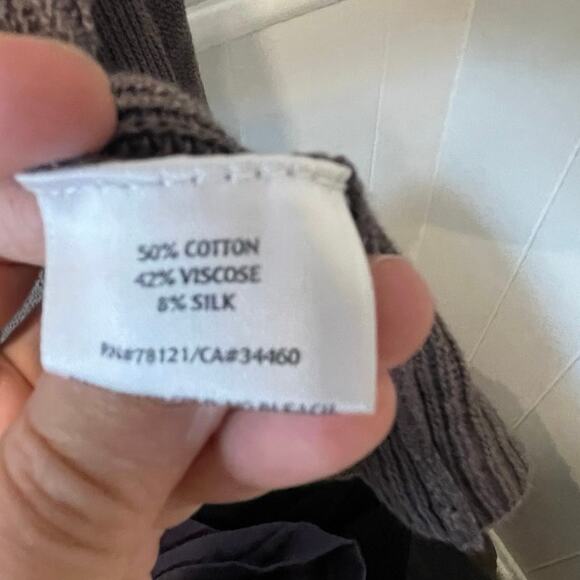 50% COTTON
42% VISCOSE
8% SILK
RN#78121/CA#34460